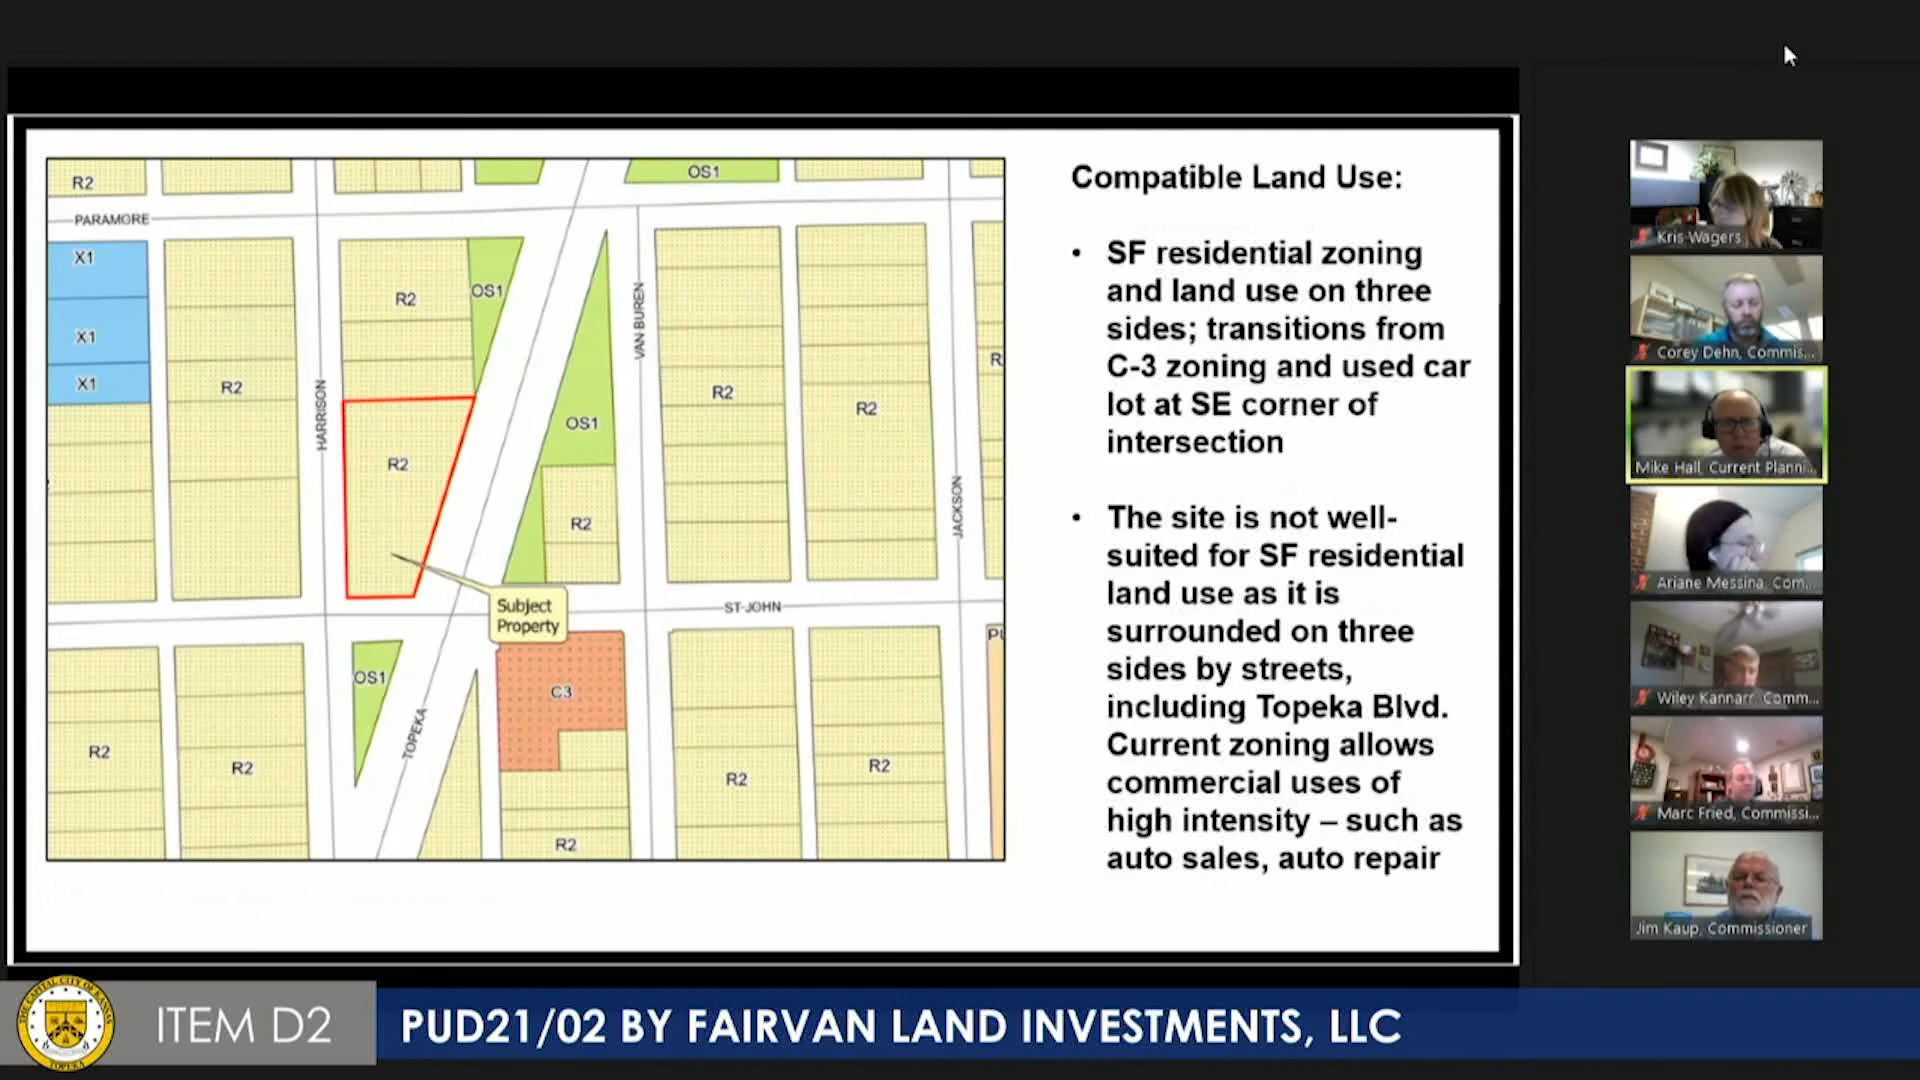 R2
OS1
PARAMORE
X1
R2
OS1
X1
VAN BUREN
X1
R2
HARRISON
R2
R2
R
OS1
R2
R2
JACKSON
Subject
Property
ST JOHN
OS1
C3
TOPEKA
R2
R2
R2
R2
R2
Compatible Land Use:
• SF residential zoning
and land use on three
sides; transitions from
C-3 zoning and used car
lot at SE corner of
intersection
• The site is not well-
suited for SF residential
land use as it is
surrounded on three
sides by streets,
including Topeka Blvd.
Current zoning allows
commercial uses of
high intensity – such as
auto sales, auto repair
Kris Wagers
Corey Dehn, Commis...
Mike Hall, Current Planni...
Ariane Messina, Com...
Wiley Kannarr, Comm...
Marc Fried, Commissi...
Jim Kaup, Commissioner
THE CAPITAL CITY OF KANSAS
TOPEKA
ITEM D2
PUD21/02 BY FAIRVAN LAND INVESTMENTS, LLC